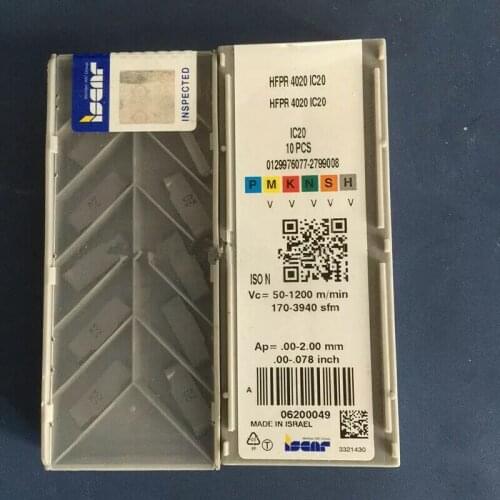 iscar
INSPECTED
HFPR 4020 IC20
HFPR 4020 IC20
IC20
10 PCS
0129976077-2799008
P M K N S H
V V V V V
ISO N
Vc= 50-1200 m/min
170-3940 sfm
Ap= .00-2.00 mm
.00-.078 inch
A
06200049
MADE IN ISRAEL
iscar
3321430